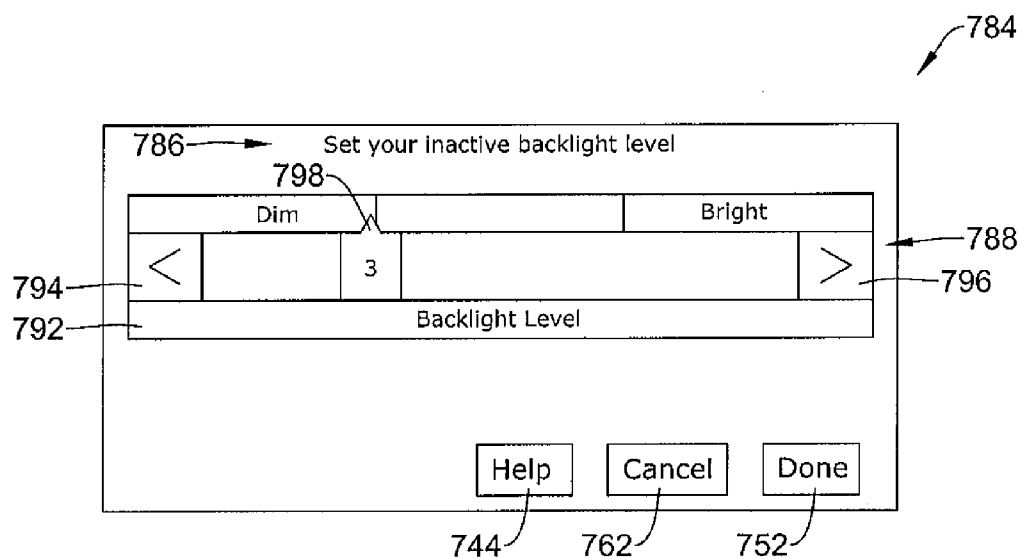 784
786 Set your inactive backlight level
798
Dim Bright
788
< 3 >
794 796
792 Backlight Level
Help Cancel Done
744 762 752